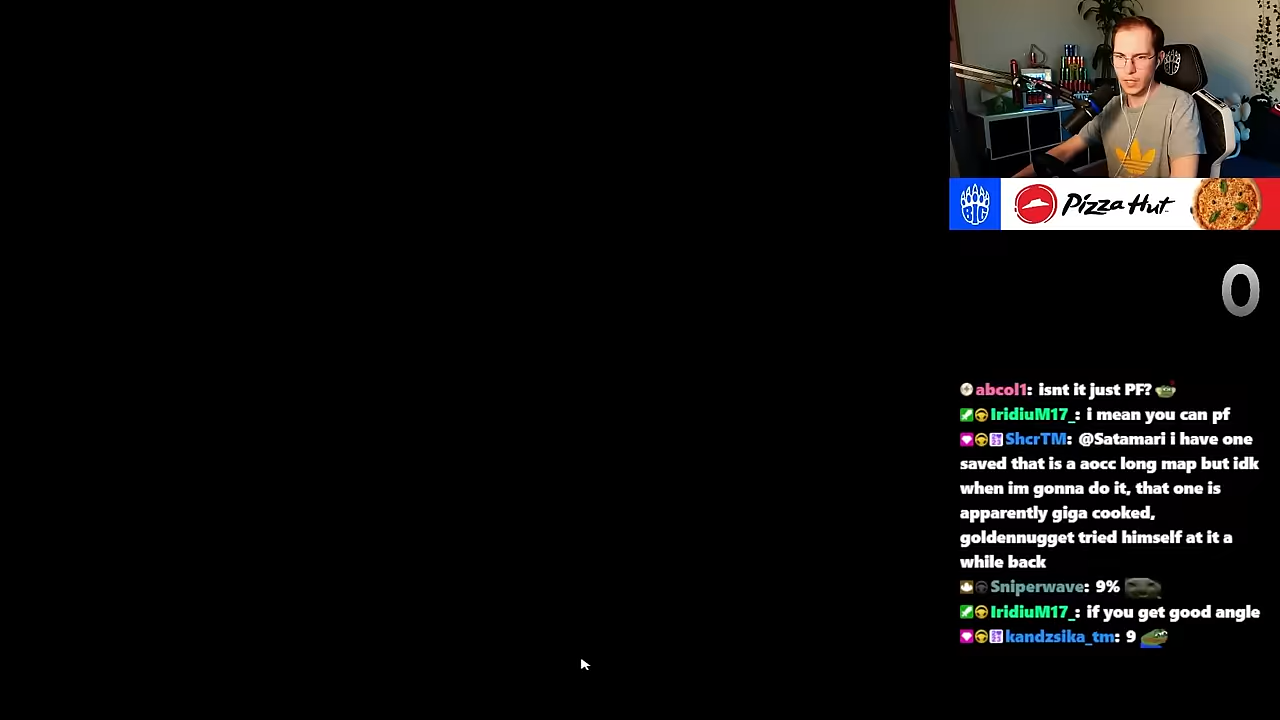 BIG
Pizza Hut
0
abcol1: isnt it just PF?
IridiuM17_: i mean you can pf
ShcrTM: @Satamari i have one
saved that is a aocc long map but idk
when im gonna do it, that one is
apparently giga cooked,
goldennugget tried himself at it a
while back
Sniperwave: 9%
IridiuM17_: if you get good angle
kandzsika_tm: 9